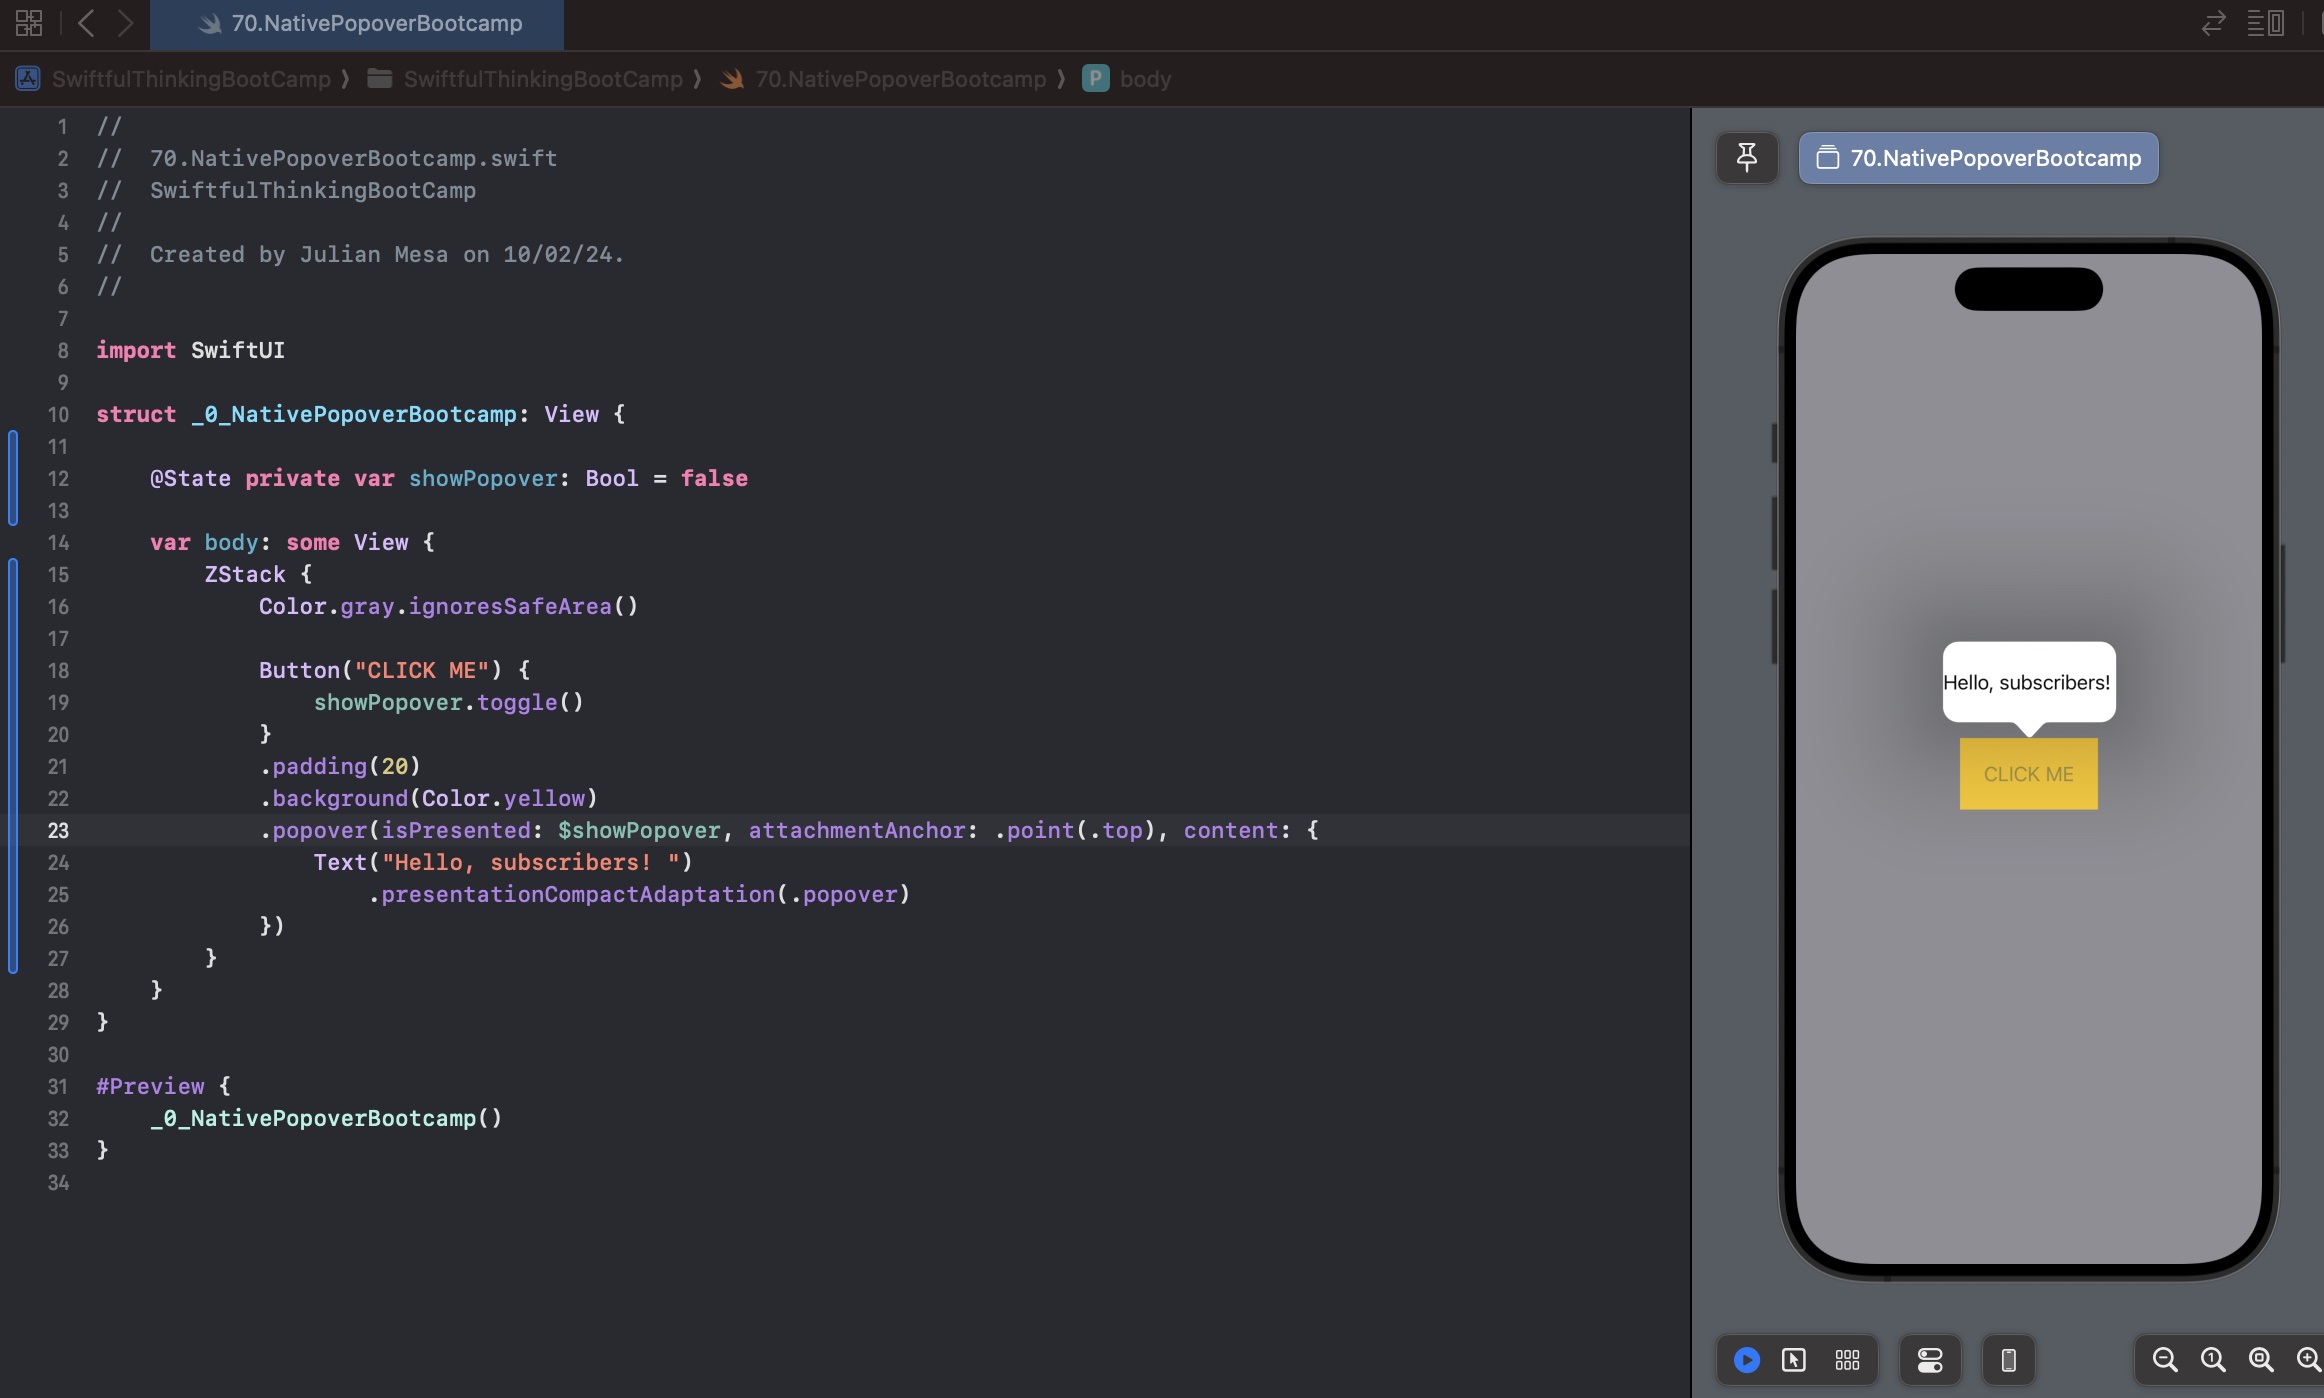 70.NativePopoverBootcamp
SwiftfulThinkingBootCamp ⟩ SwiftfulThinkingBootCamp ⟩ 70.NativePopoverBootcamp ⟩ P body
1 //
2 //  70.NativePopoverBootcamp.swift
3 //  SwiftfulThinkingBootCamp
4 //
5 //  Created by Julian Mesa on 10/02/24.
6 //
7
8 import SwiftUI
9
10 struct _0_NativePopoverBootcamp: View {
11
12     @State private var showPopover: Bool = false
13
14     var body: some View {
15         ZStack {
16             Color.gray.ignoresSafeArea()
17
18             Button("CLICK ME") {
19                 showPopover.toggle()
20             }
21             .padding(20)
22             .background(Color.yellow)
23             .popover(isPresented: $showPopover, attachmentAnchor: .point(.top), content: {
24                 Text("Hello, subscribers! ")
25                     .presentationCompactAdaptation(.popover)
26             })
27         }
28     }
29 }
30
31 #Preview {
32     _0_NativePopoverBootcamp()
33 }
34
70.NativePopoverBootcamp
Hello, subscribers!
CLICK ME